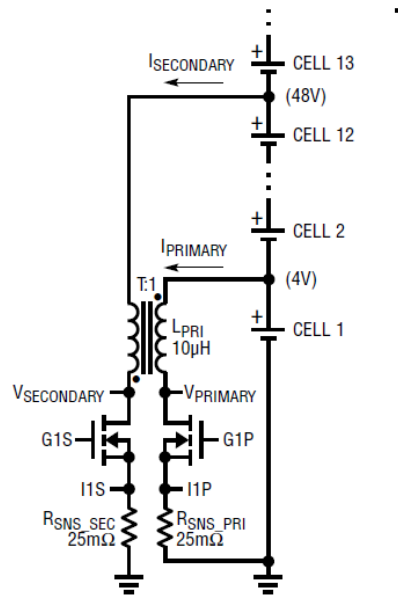 CELL 13
ISECONDARY
(48V)
CELL 12
CELL 2
IPRIMARY
(4V)
T:1
CELL 1
LPRI
10µH
VSECONDARY
VPRIMARY
G1S
G1P
I1S
I1P
RSNS_SEC
25mΩ
RSNS_PRI
25mΩ
+
+
+
+